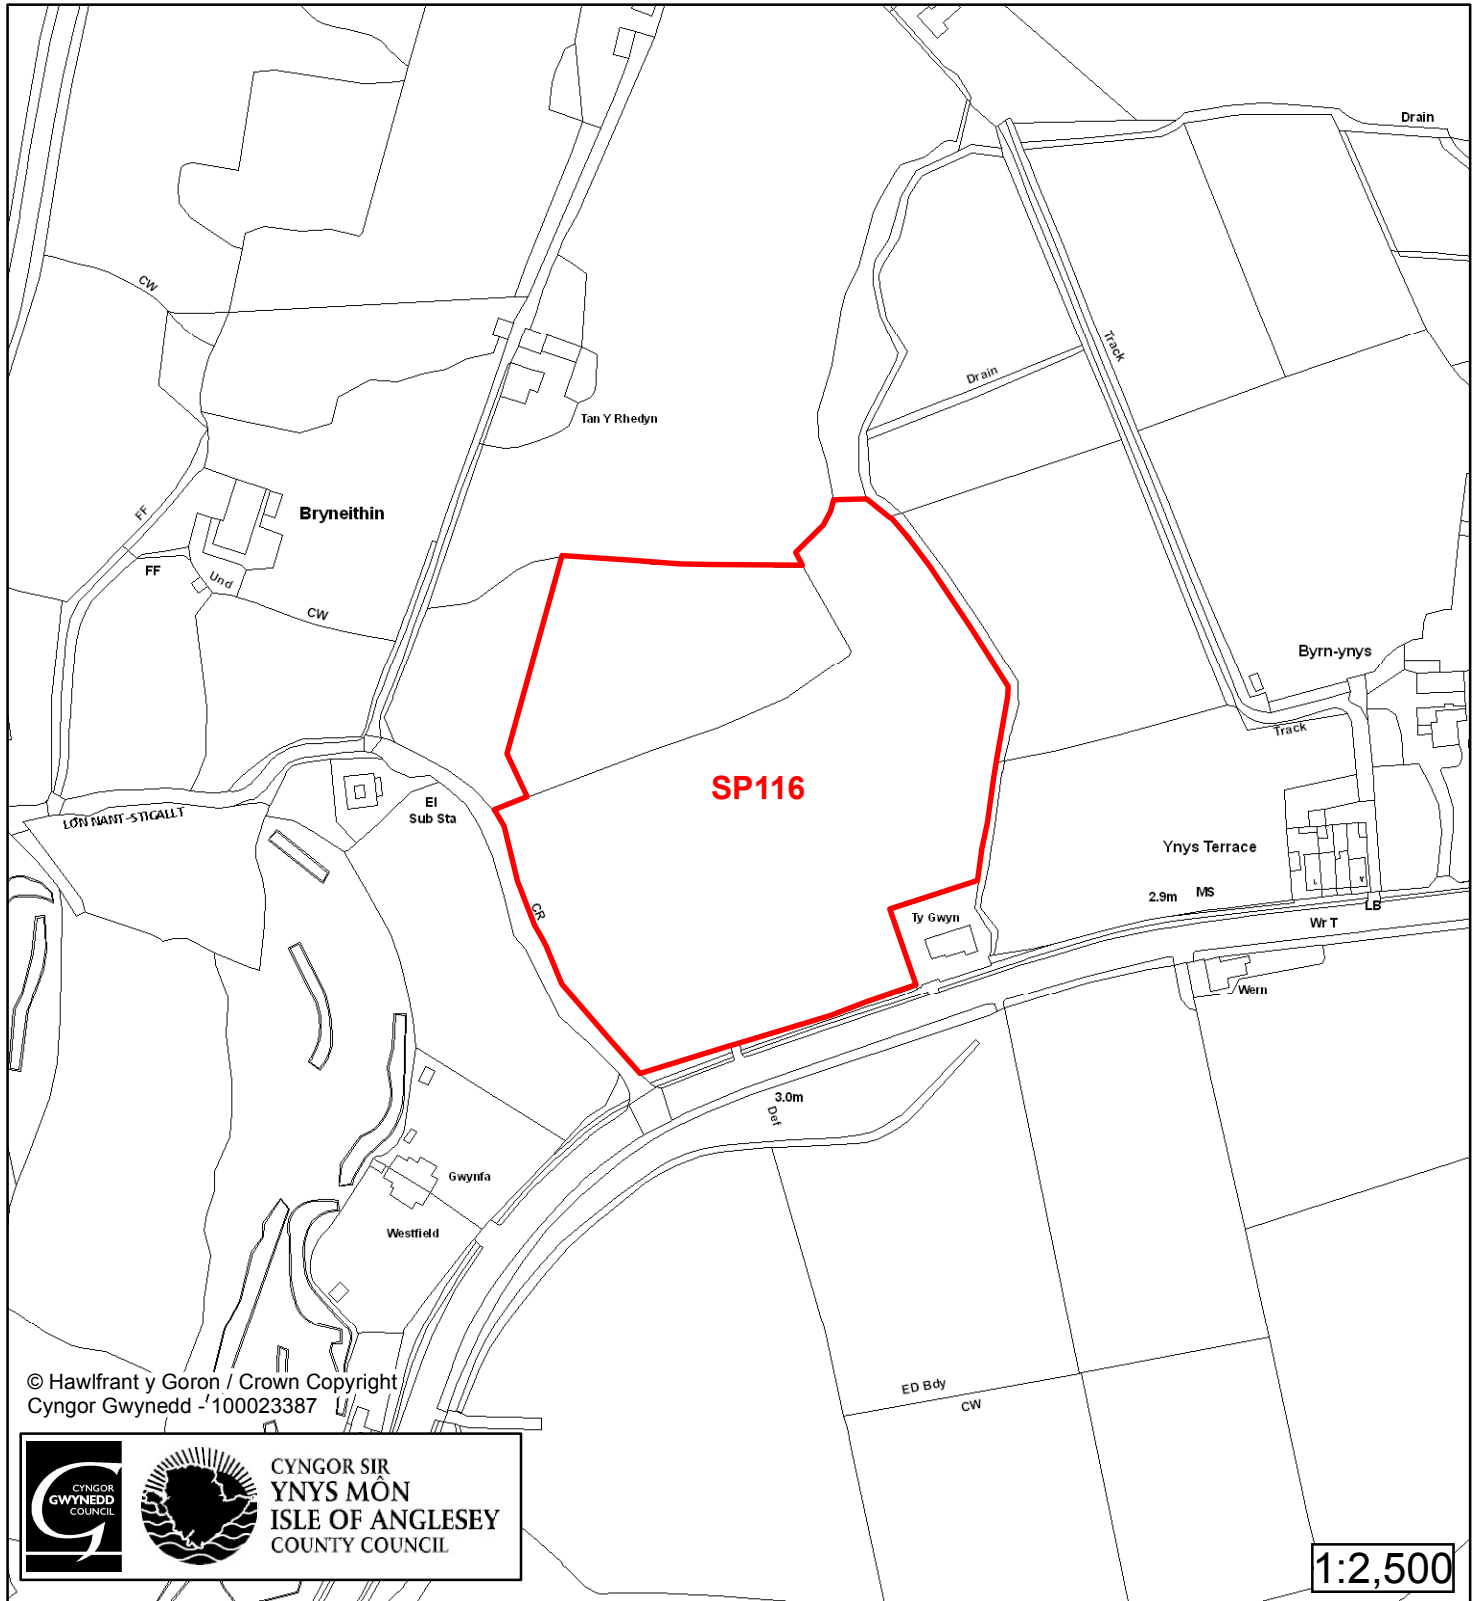 Drain
CW
Track
Drain
Tan Y Rhedyn
FF
Bryneithin
FF
Und
CW
Byrn-ynys
Track
SP116
El
Sub Sta
LÔN NANT-STIGALLT
Ynys Terrace
2.9m
MS
CR
Ty Gwyn
LB
Wr T
Wern
3.0m
Def
Gwynfa
Westfield
ED Bdy
CW
© Hawlfrant y Goron / Crown Copyright
Cyngor Gwynedd - 100023387
CYNGOR
GWYNEDD
COUNCIL
CYNGOR SIR
YNYS MÔN
ISLE OF ANGLESEY
COUNTY COUNCIL
1:2,500